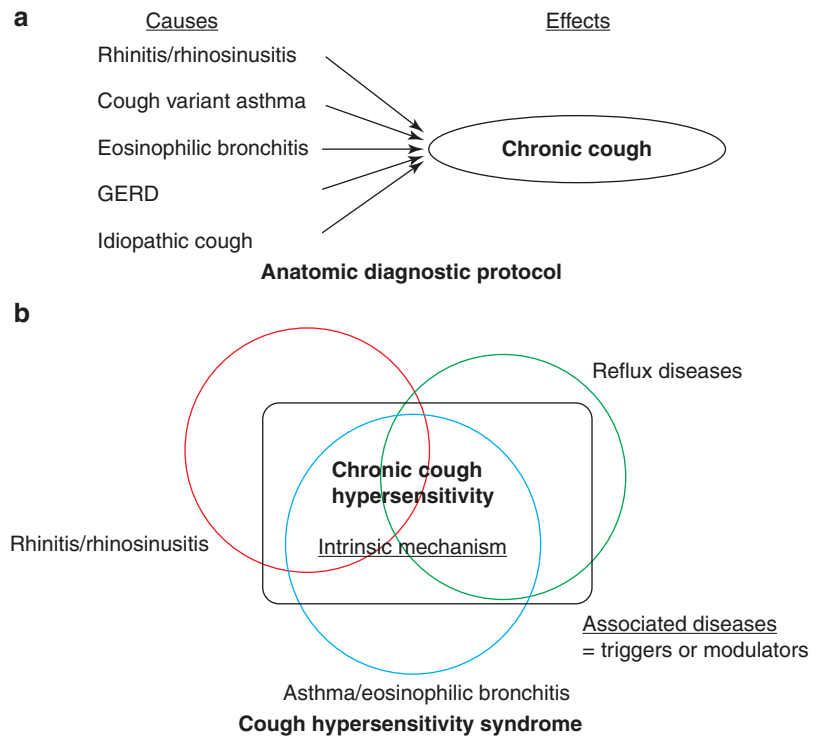 a
Causes
Effects
Rhinitis/rhinosinusitis
Cough variant asthma
Eosinophilic bronchitis
GERD
Idiopathic cough
Chronic cough
Anatomic diagnostic protocol
b
Reflux diseases
Chronic cough
hypersensitivity
Rhinitis/rhinosinusitis
Intrinsic mechanism
Associated diseases
= triggers or modulators
Asthma/eosinophilic bronchitis
Cough hypersensitivity syndrome